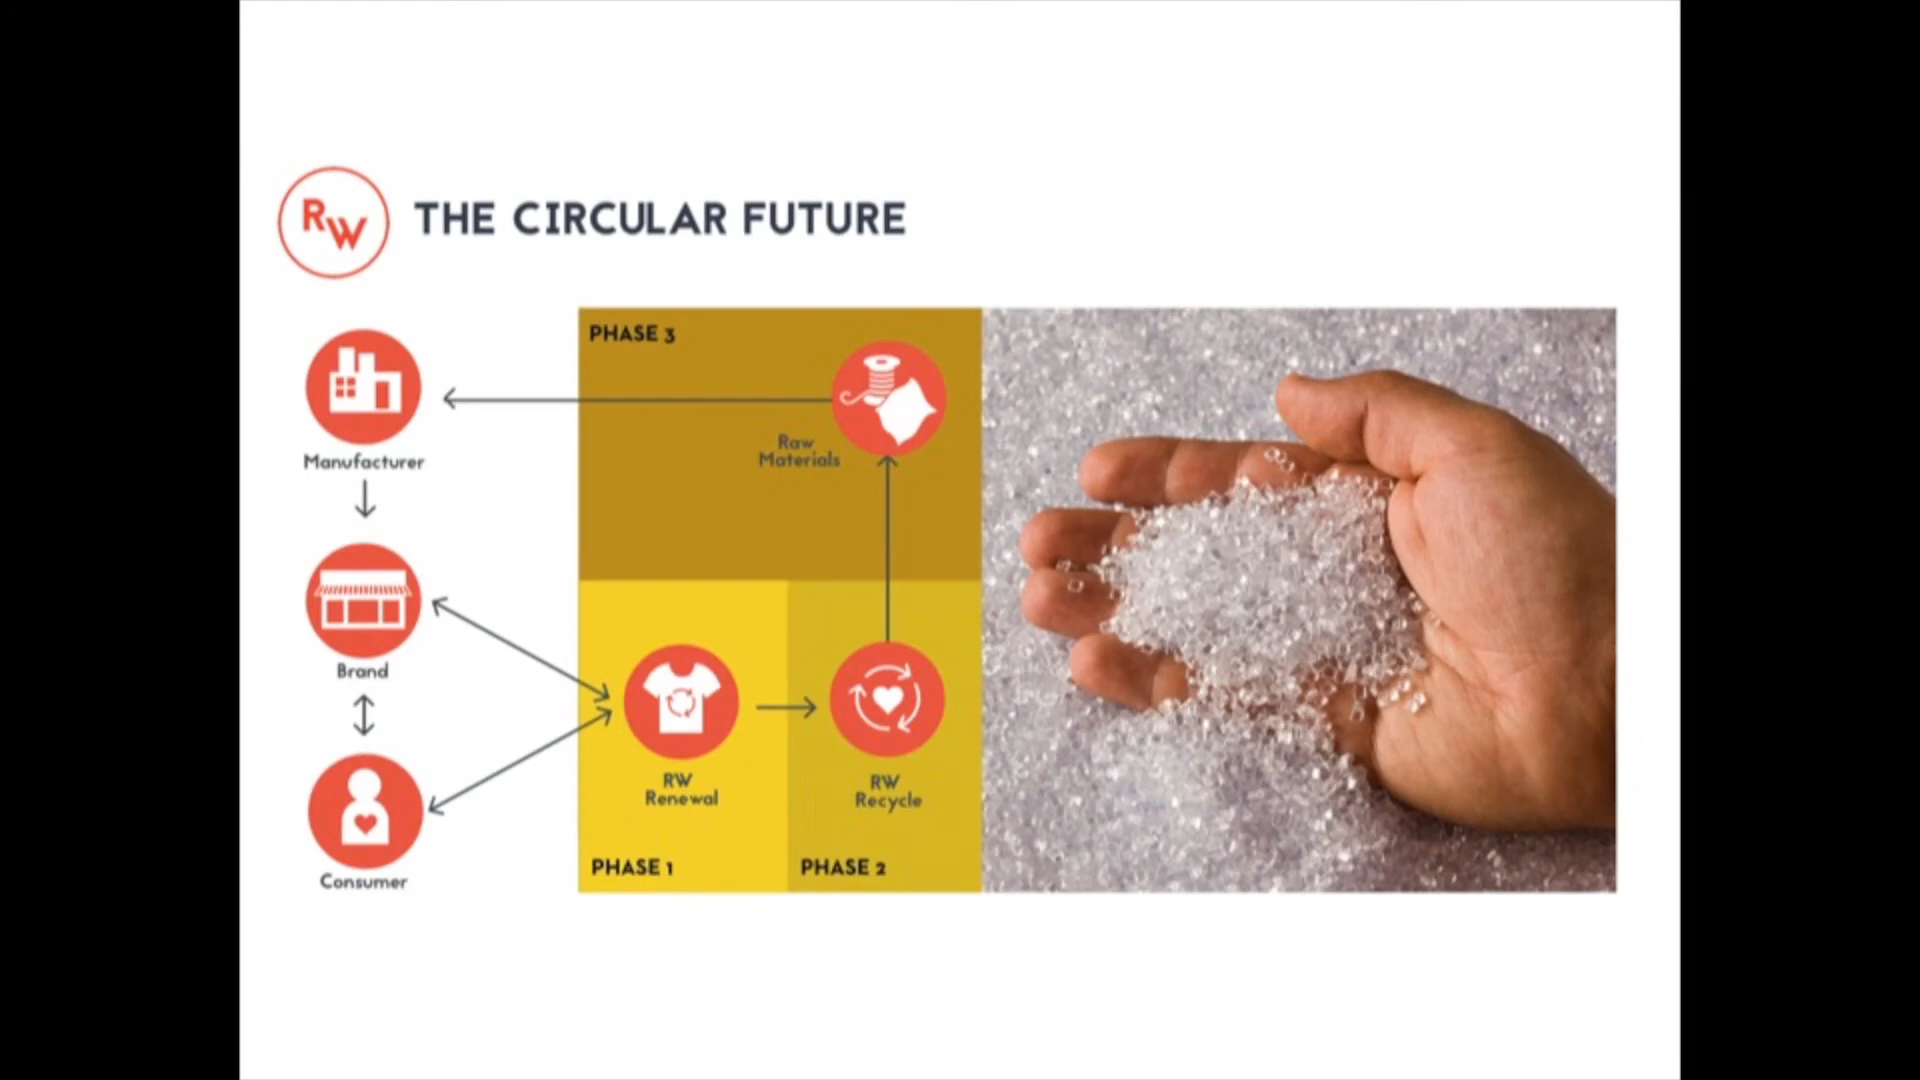 RW
THE CIRCULAR FUTURE
PHASE 3
Manufacturer
Raw
Materials
Brand
RW
Renewal
RW
Recycle
PHASE 1
PHASE 2
Consumer